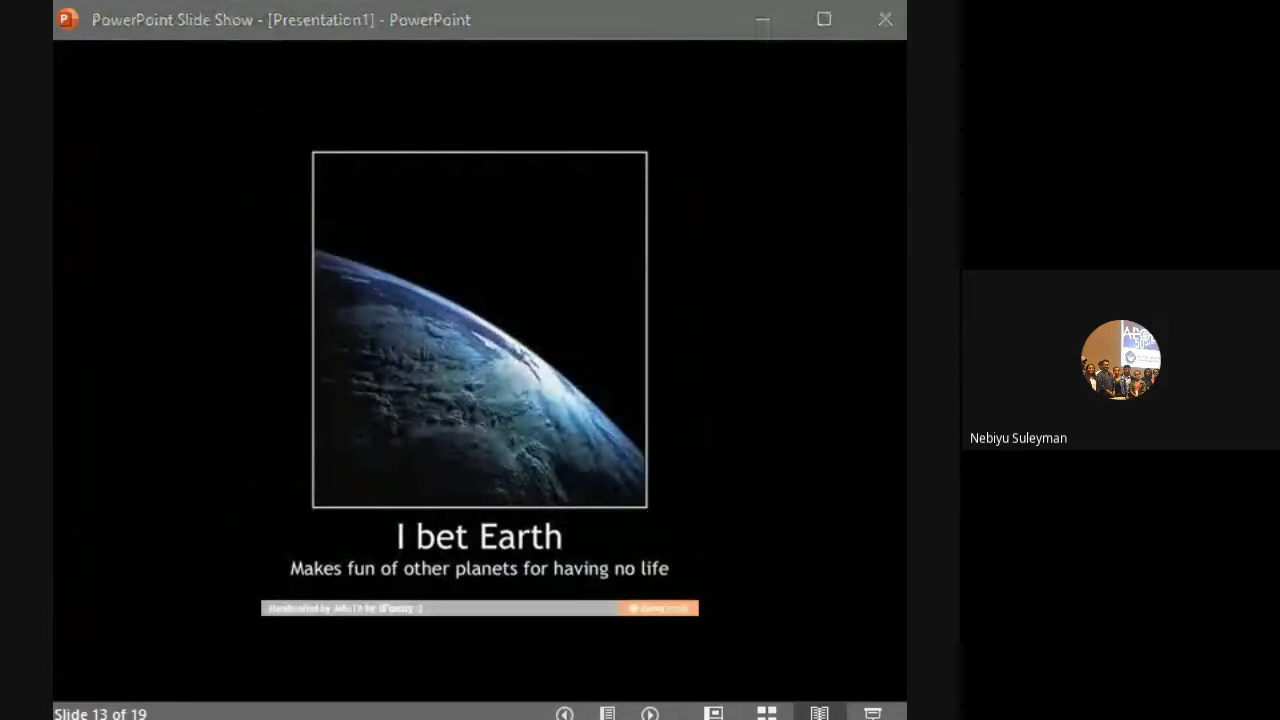 PowerPoint Slide Show - [Presentation1] - PowerPoint
I bet Earth
Makes fun of other planets for having no life
Nebiyu Suleyman
Slide 13 of 19